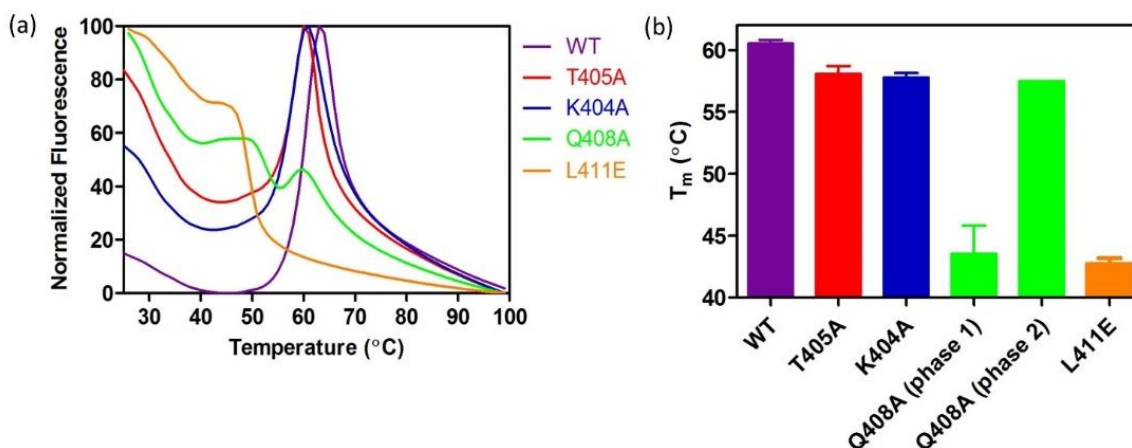 (a)
Normalized Fluorescence
100
80
60
40
20
0
30 40 50 60 70 80 90 100
Temperature (°C)
WT
T405A
K404A
Q408A
L411E
(b)
Tm (°C)
60
55
45
40
WT
T405A
K404A
Q408A (phase 1)
Q408A (phase 2)
L411E